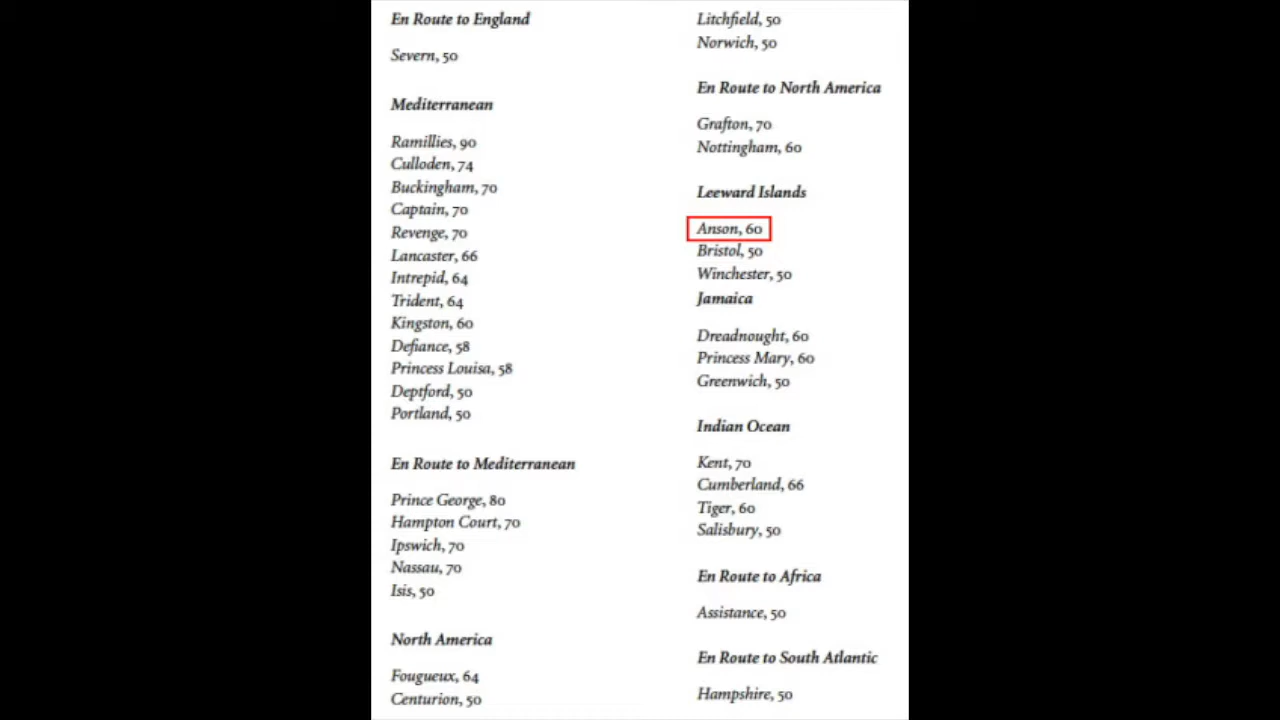 En Route to England
Severn, 50
Mediterranean
Ramillies, 90
Culloden, 74
Buckingham, 70
Captain, 70
Revenge, 70
Lancaster, 66
Intrepid, 64
Trident, 64
Kingston, 60
Defiance, 58
Princess Louisa, 58
Deptford, 50
Portland, 50
En Route to Mediterranean
Prince George, 80
Hampton Court, 70
Ipswich, 70
Nassau, 70
Isis, 50
North America
Fougueux, 64
Centurion, 50
Litchfield, 50
Norwich, 50
En Route to North America
Grafton, 70
Nottingham, 60
Leeward Islands
Anson, 60
Bristol, 50
Winchester, 50
Jamaica
Dreadnought, 60
Princess Mary, 60
Greenwich, 50
Indian Ocean
Kent, 70
Cumberland, 66
Tiger, 60
Salisbury, 50
En Route to Africa
Assistance, 50
En Route to South Atlantic
Hampshire, 50